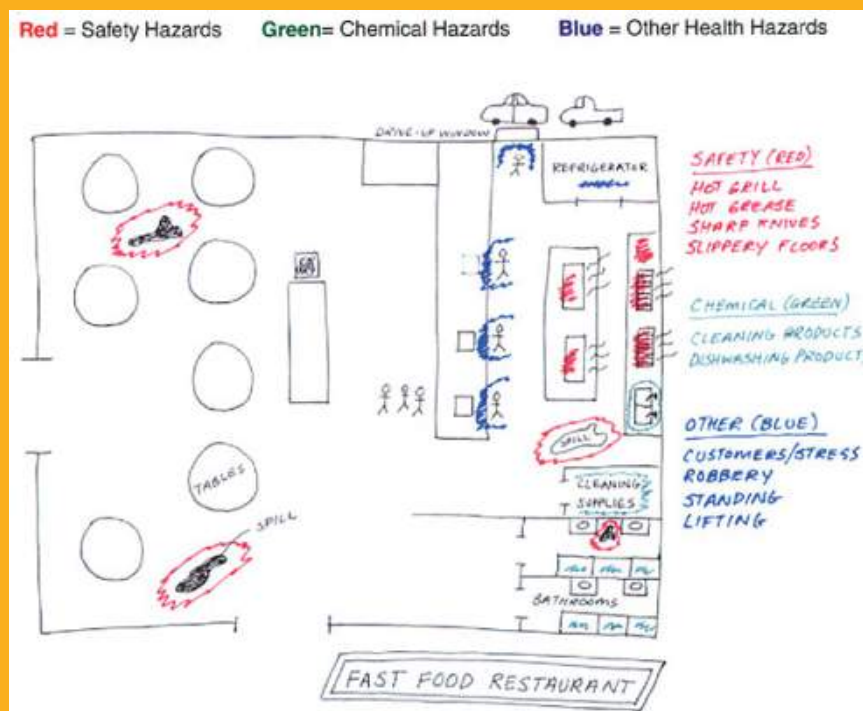 Red = Safety Hazards Green= Chemical Hazards Blue = Other Health Hazards
DRIVE-UP WINDOW
REFRIGERATOR
SAFETY (RED)
HOT GRILL
HOT GREASE
SHARP KNIVES
SLIPPERY FLOORS
CHEMICAL (GREEN)
CLEANING PRODUCTS
DISHWASHING PRODUCT
OTHER (BLUE)
CUSTOMERS/STRESS
ROBBERY
STANDING
LIFTING
SPILL
CLEANING
SUPPLIES
TABLES
SPILL
BATHROOMS
FAST FOOD RESTAURANT